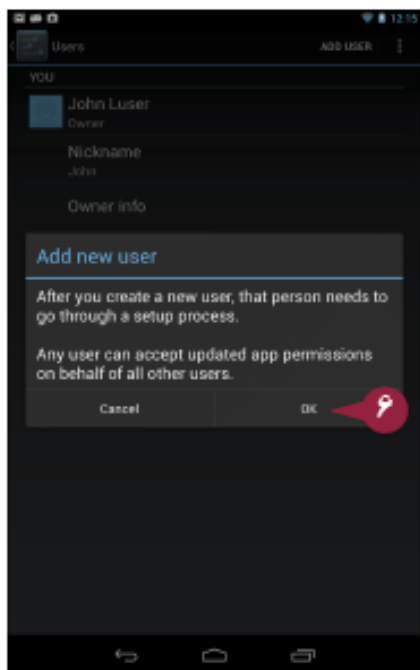 12:15
Users
ADD USER
YOU
John Luser
Owner
Nickname
John
Owner info
Add new user
After you create a new user, that person needs to
go through a setup process.
Any user can accept updated app permissions
on behalf of all other users.
Cancel
OK
۶